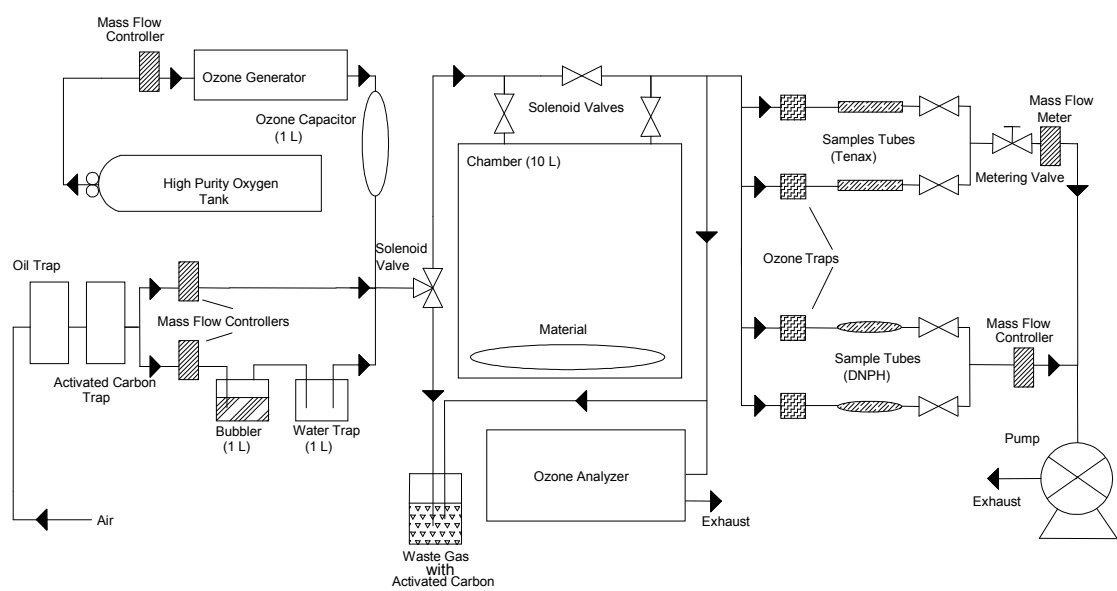 Mass Flow
Controller
Ozone Generator
Ozone Capacitor
(1 L)
High Purity Oxygen
Tank
Solenoid Valves
Chamber (10 L)
Material
Samples Tubes
(Tenax)
Mass Flow
Meter
Metering Valve
Ozone Traps
Solenoid
Valve
Oil Trap
Mass Flow Controllers
Activated Carbon
Trap
Bubbler
(1 L)
Water Trap
(1 L)
Air
Sample Tubes
(DNPH)
Mass Flow
Controller
Pump
Exhaust
Ozone Analyzer
Exhaust
Waste Gas
with
Activated Carbon